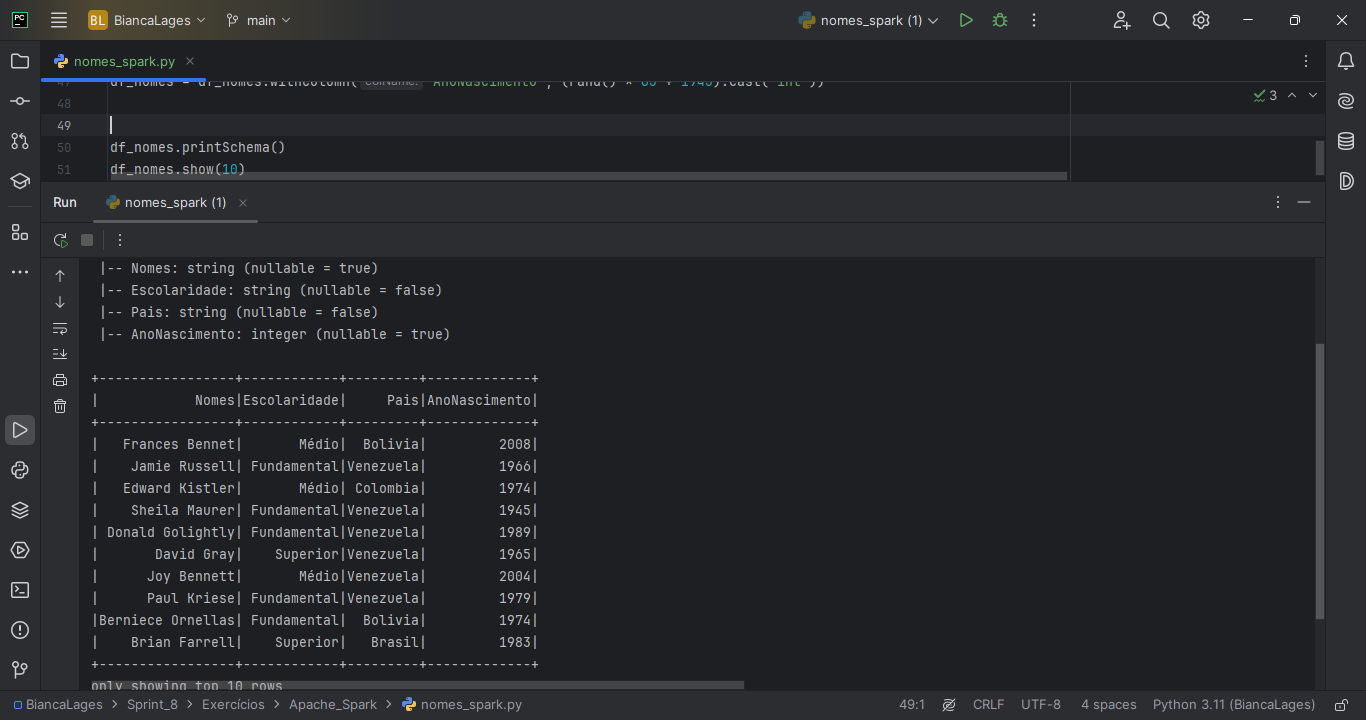 PC BL BiancaLages main nomes_spark (1)
nomes_spark.py
47 df_nomes = df_nomes.withColumn( colName: "AnoNascimento", (rand() * 65 + 1945).cast("int"))
48 3
49
50 df_nomes.printSchema()
51 df_nomes.show(10)
Run nomes_spark (1)
|-- Nomes: string (nullable = true)
|-- Escolaridade: string (nullable = false)
|-- Pais: string (nullable = false)
|-- AnoNascimento: integer (nullable = true)
+-----------------+------------+---------+-------------+
|            Nomes|Escolaridade|     Pais|AnoNascimento|
+-----------------+------------+---------+-------------+
|   Frances Bennet|       Médio|  Bolivia|         2008|
|    Jamie Russell| Fundamental|Venezuela|         1966|
|   Edward Kistler|       Médio| Colombia|         1974|
|    Sheila Maurer| Fundamental|Venezuela|         1945|
| Donald Golightly| Fundamental|Venezuela|         1989|
|       David Gray|    Superior|Venezuela|         1965|
|      Joy Bennett|       Médio|Venezuela|         2004|
|      Paul Kriese| Fundamental|Venezuela|         1979|
|Berniece Ornellas| Fundamental|  Bolivia|         1974|
|    Brian Farrell|    Superior|   Brasil|         1983|
+-----------------+------------+---------+-------------+
only showing top 10 rows
BiancaLages > Sprint_8 > Exercícios > Apache_Spark > nomes_spark.py 49:1 CRLF UTF-8 4 spaces Python 3.11 (BiancaLages)